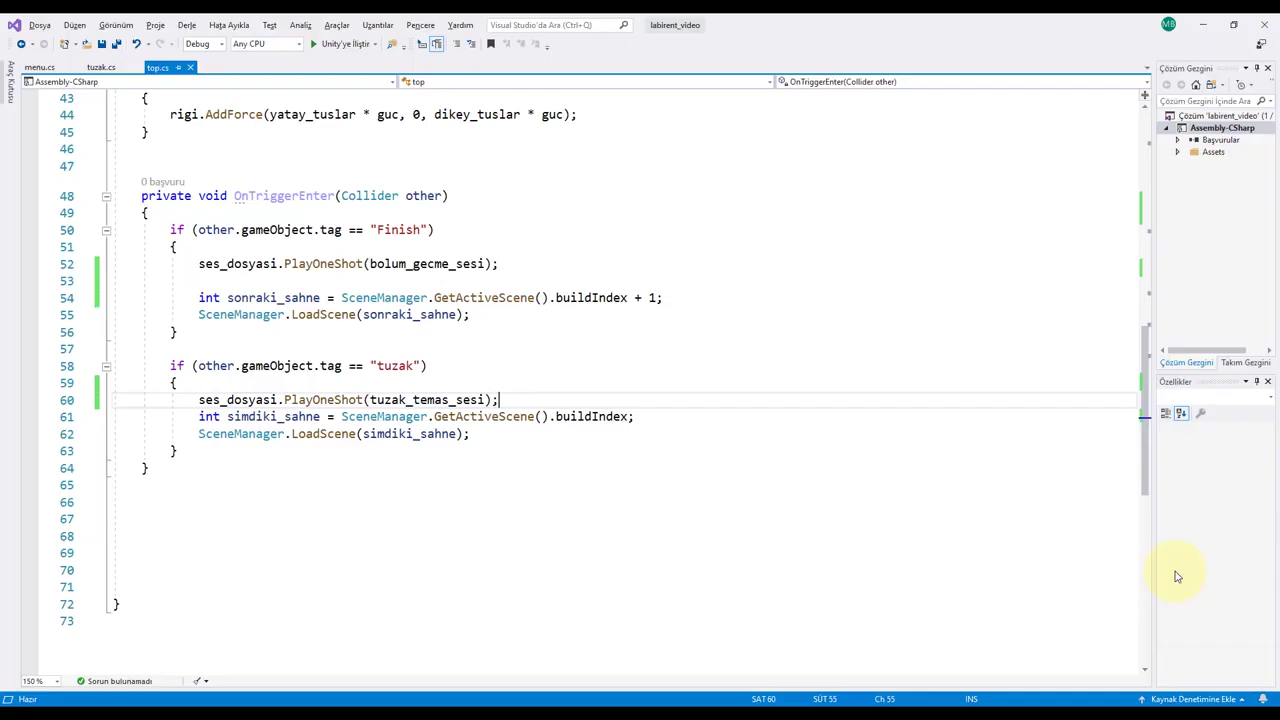 Dosya Düzen Görünüm Git Proje Derle Hata Ayıkla Test Analiz Araçlar Uzantılar Pencere Yardım Visual Studio'da Ara (Ctrl+Q) labirent_video MB
Debug Any CPU Unity'ye İliştir
Araç Kutusu
menu.cs tuzak.cs top.cs
Assembly-CSharp top OnTriggerEnter(Collider other)
43 {
44 rigi.AddForce(yatay_tuslar * guc, 0, dikey_tuslar * guc);
45 }
46
47
0 başvuru
48 private void OnTriggerEnter(Collider other)
49 {
50 if (other.gameObject.tag == "Finish")
51 {
52 ses_dosyasi.PlayOneShot(bolum_gecme_sesi);
53
54 int sonraki_sahne = SceneManager.GetActiveScene().buildIndex + 1;
55 SceneManager.LoadScene(sonraki_sahne);
56 }
57
58 if (other.gameObject.tag == "tuzak")
59 {
60 ses_dosyasi.PlayOneShot(tuzak_temas_sesi);
61 int simdiki_sahne = SceneManager.GetActiveScene().buildIndex;
62 SceneManager.LoadScene(simdiki_sahne);
63 }
64 }
65
66
67
68
69
70
71
72 }
73
Çözüm Gezgini
Çözüm Gezgini İçinde Ara
Çözüm 'labirent_video' (1 /
Assembly-CSharp
Başvurular
Assets
Çözüm Gezgini Takım Gezgini
Özellikler
150 % Sorun bulunamadı
Hazır SAT 60 SÜT 55 Ch 55 INS Kaynak Denetimine Ekle